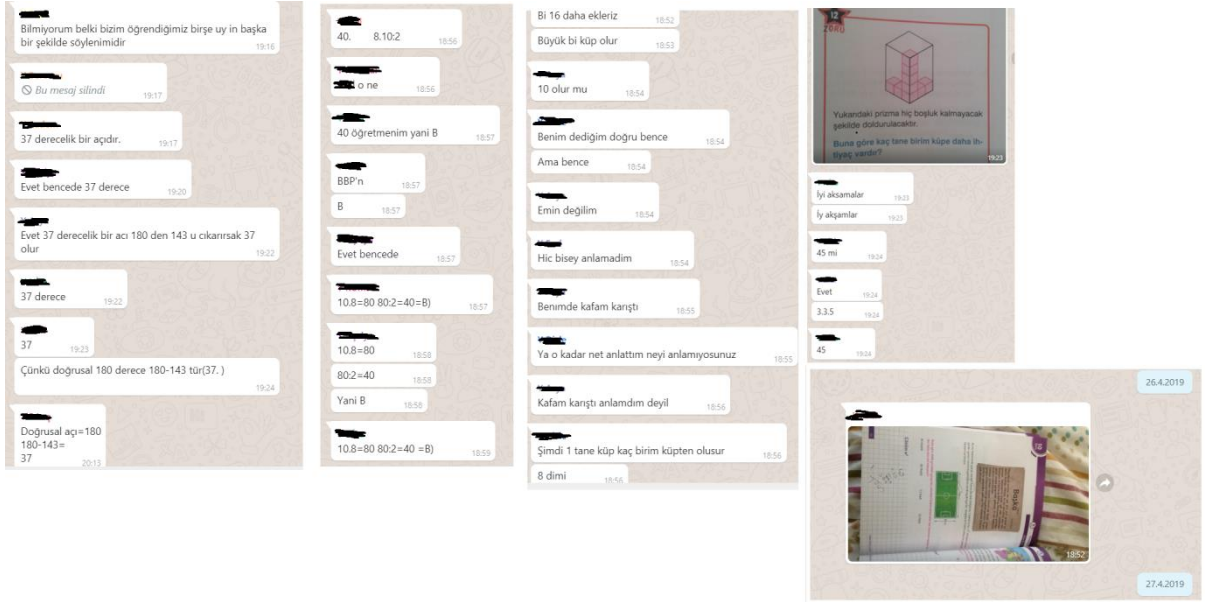 Bilmiyorum belki bizim öğrendiğimiz birşe uy in başka
bir şekilde söylenimidir
19:16
Bu mesaj silindi
19:17
37 derecelik bir açıdır.
19:17
Evet bencede 37 derece
19:20
Evet 37 derecelik bir acı 180 den 143 u cıkarırsak 37
olur
19:22
37 derece
19:22
37
19:23
Çünkü doğrusal 180 derece 180-143 tür(37. )
19:24
Doğrusal açı=180
180-143=
37
20:13
40. 8.10:2
18:56
o ne
18:56
40 öğretmenim yani B
18:57
BBP'n
18:57
B
18:57
Evet bencede
18:57
10.8=80 80:2=40=B)
18:57
10.8=80
18:58
80:2=40
18:58
Yani B
18:58
10.8=80 80:2=40 =B)
18:59
Bi 16 daha ekleriz
18:52
Büyük bi küp olur
18:53
10 olur mu
18:54
Benim dediğim doğru bence
18:54
Ama bence
18:54
Emin değilim
18:54
Hic bisey anlamadim
18:54
Benımde kafam karıştı
18:55
Ya o kadar net anlattım neyi anlamıyosunuz
18:55
Kafam karıştı anlamdım deyil
18:56
Şimdi 1 tane küp kaç birim küpten olusur
18:56
8 dimi
18:56
12
Yukarıdaki prizma hiç boşluk kalmayacak
şekilde doldurulacaktır.
Buna göre kaç tane birim küpe daha ih-
tiyaç vardır?
19:23
İyi aksamalar
19:23
İy akşamlar
19:23
45 mi
19:24
Evet
19:24
3.3.5
19:24
45
19:24
26.4.2019
Başka
18:52
27.4.2019